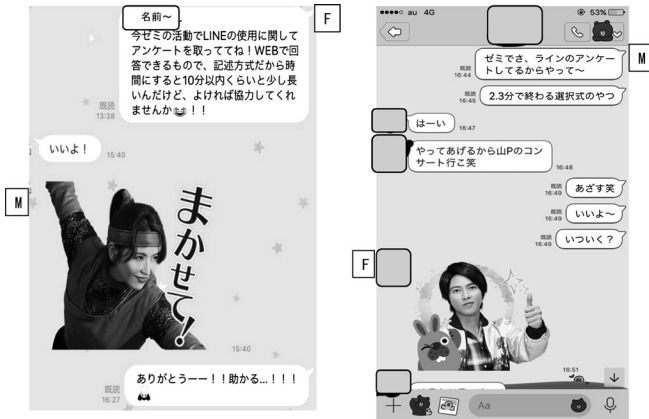 名前〜
今ゼミの活動でLINEの使用に関して
アンケートを取っててね！WEBで回
答できるもので、記述方式だから時
間にすると10分以内くらいと少し長
いんだけど、よければ協力してくれ
ませんか！！
既読
13:38
F
いいよ！
15:40
M
まかせて！
15:40
ありがとうーー！！助かる...！！！
既読
16:27
au 4G
53%
ゼミでさ、ラインのアンケー
トしてるからやって〜
既読
16:44
M
2.3分で終わる選択式のやつ
既読
16:45
はーい
16:47
やってあげるから山Pのコン
サート行こ笑
16:48
あざす笑
既読
16:49
いいよ〜
既読
16:49
いついく？
既読
16:49
F
16:51
Aa